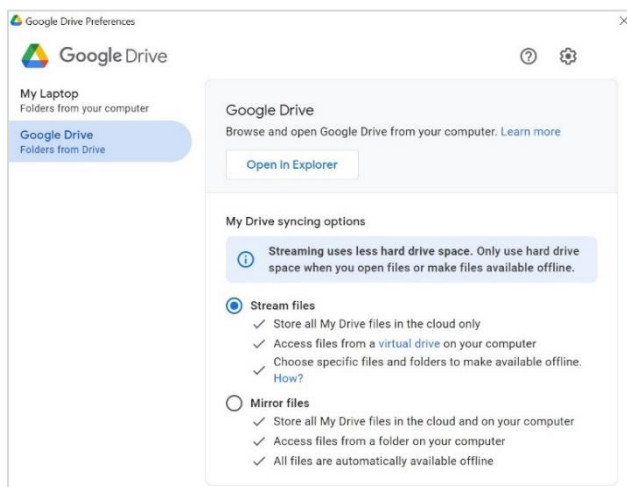 Google Drive Preferences
Google Drive
My Laptop
Folders from your computer
Google Drive
Folders from Drive
Google Drive
Browse and open Google Drive from your computer. Learn more
Open in Explorer
My Drive syncing options
Streaming uses less hard drive space. Only use hard drive
space when you open files or make files available offline.
Stream files
Store all My Drive files in the cloud only
Access files from a virtual drive on your computer
Choose specific files and folders to make available offline.
How?
Mirror files
Store all My Drive files in the cloud and on your computer
Access files from a folder on your computer
All files are automatically available offline